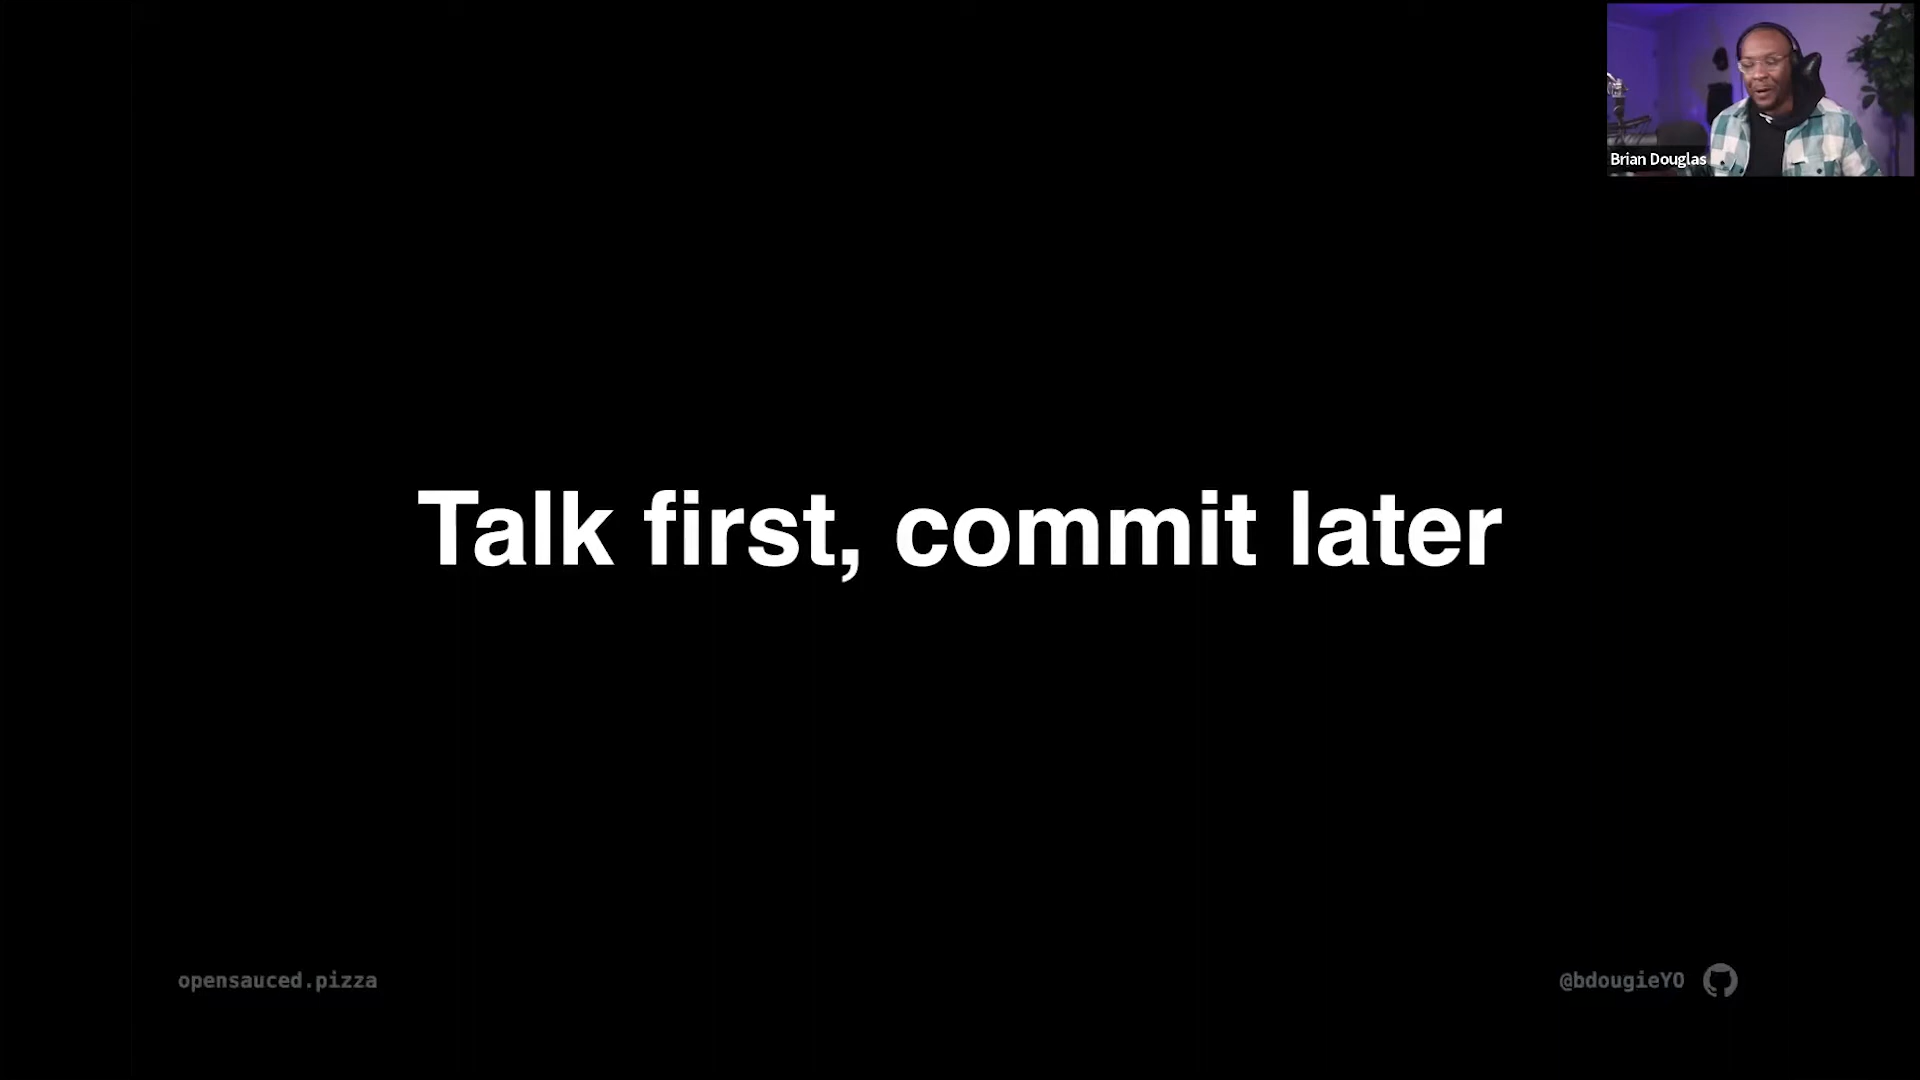 Brian Douglas
Talk first, commit later
opensauced.pizza
@bdougieYO